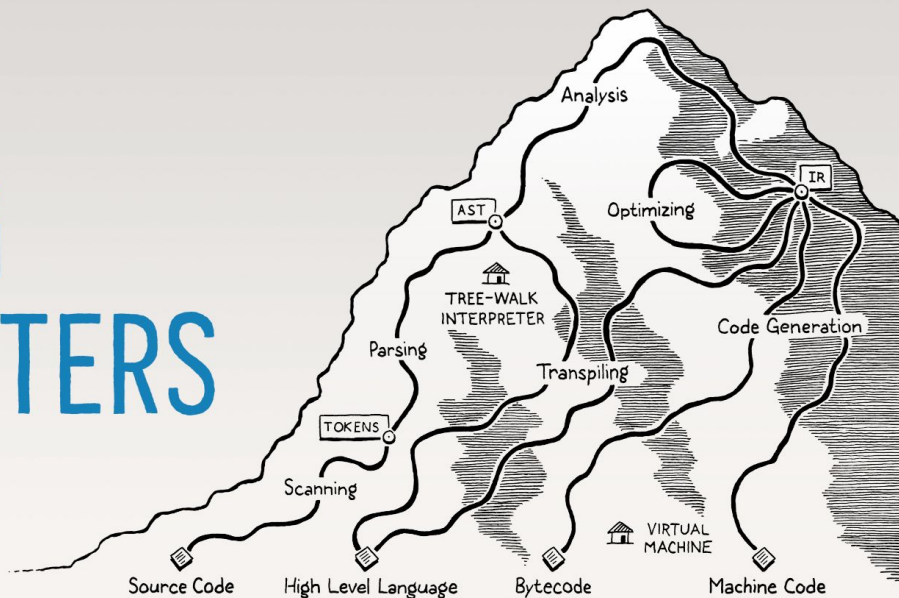 TERS
Analysis
IR
AST
Optimizing
TREE-WALK
INTERPRETER
Code Generation
Parsing
Transpiling
TOKENS
Scanning
VIRTUAL
MACHINE
Source Code
High Level Language
Bytecode
Machine Code